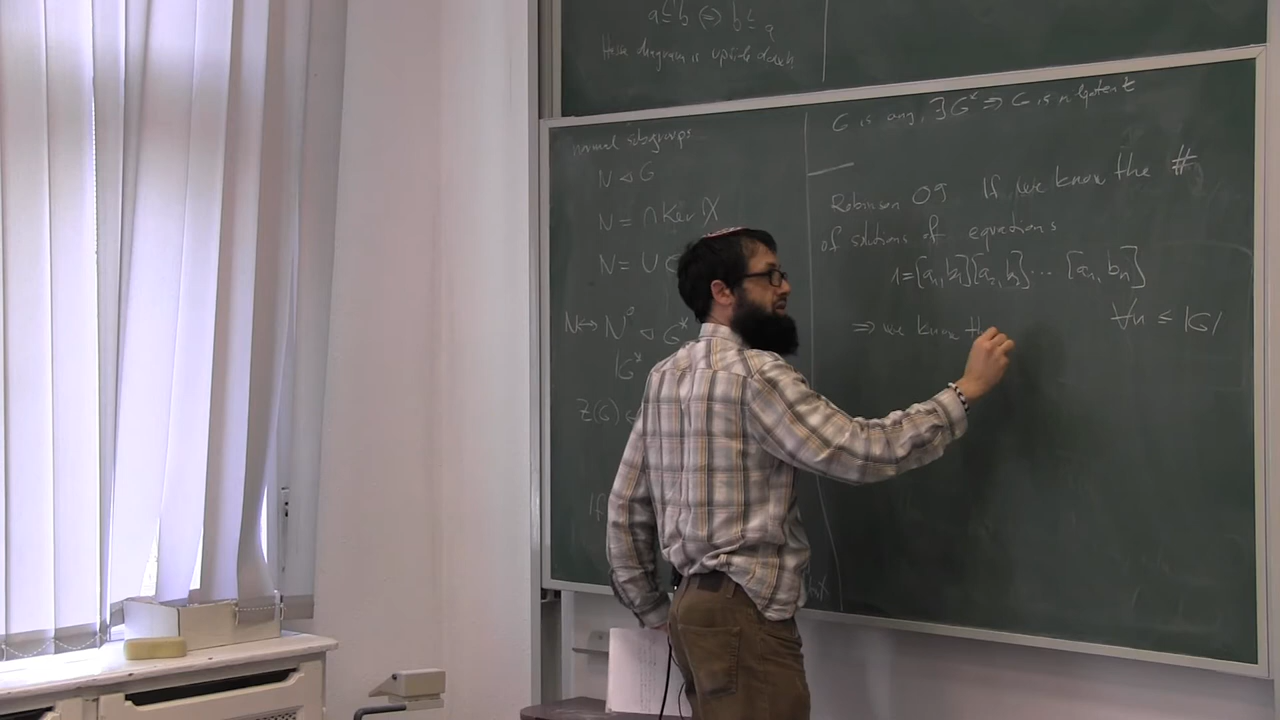 a ≤ b ⇔ b ≤ a
Hasse diagram is upside down
normal subgroups
N ◁ G
N = ∩ Ker χ
N = ∪
N ↔ N° ◁ G*
|G*
Z(G)
If
G is any, ∃G* ⇒ G is nilpotent
Robinson 09 If we know the #
of solutions of equations
1=[a₁,b₁][a₂,b₂]⋯[aₙ,bₙ]
∀n ≤ |G|
⇒ we know th